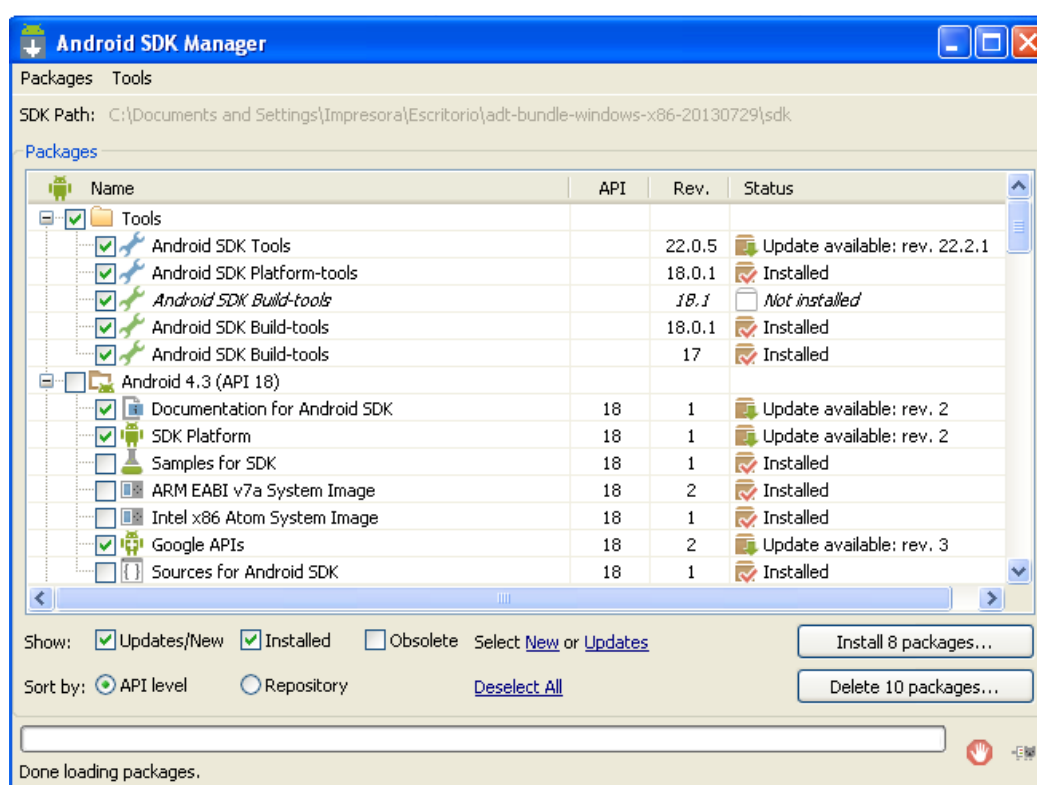 Android SDK Manager
Packages Tools
SDK Path: C:\Documents and Settings\Impresora\Escritorio\adt-bundle-windows-x86-20130729\sdk
Packages
Name API Rev. Status
Tools
Android SDK Tools 22.0.5 Update available: rev. 22.2.1
Android SDK Platform-tools 18.0.1 Installed
Android SDK Build-tools 18.1 Not installed
Android SDK Build-tools 18.0.1 Installed
Android SDK Build-tools 17 Installed
Android 4.3 (API 18)
Documentation for Android SDK 18 1 Update available: rev. 2
SDK Platform 18 1 Update available: rev. 2
Samples for SDK 18 1 Installed
ARM EABI v7a System Image 18 2 Installed
Intel x86 Atom System Image 18 1 Installed
Google APIs 18 2 Update available: rev. 3
Sources for Android SDK 18 1 Installed
Show: Updates/New Installed Obsolete Select New or Updates Install 8 packages...
Sort by: API level Repository Deselect All Delete 10 packages...
Done loading packages.